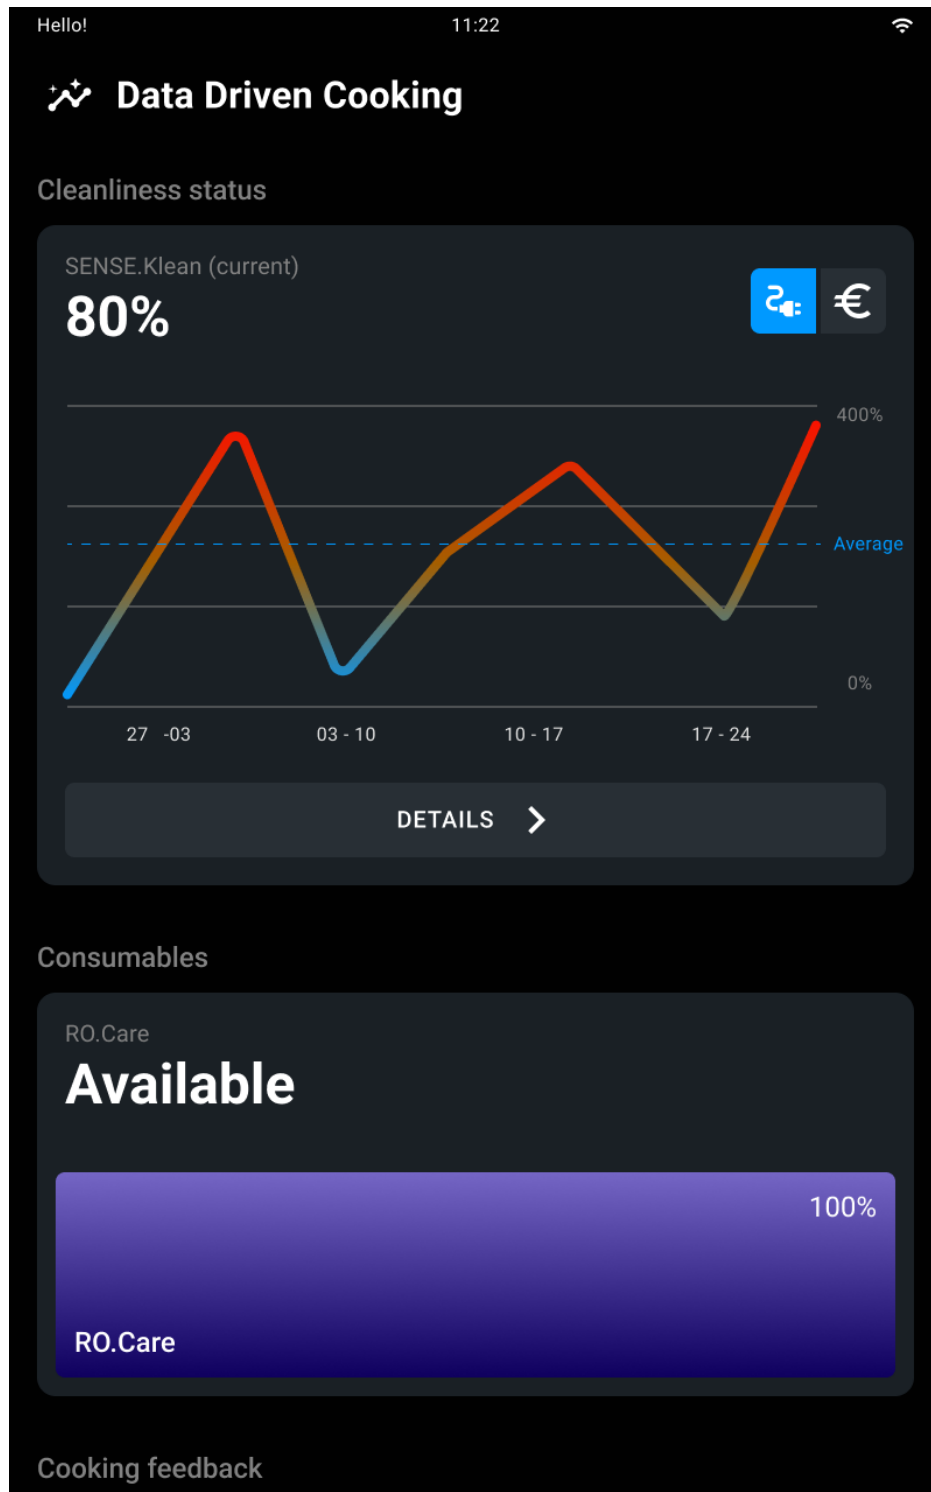 Hello!
11:22
Data Driven Cooking
Cleanliness status
SENSE.Klean (current)
80%
€
400%
Average
0%
27 -03
03 - 10
10 - 17
17 - 24
DETAILS
Consumables
RO.Care
Available
100%
RO.Care
Cooking feedback